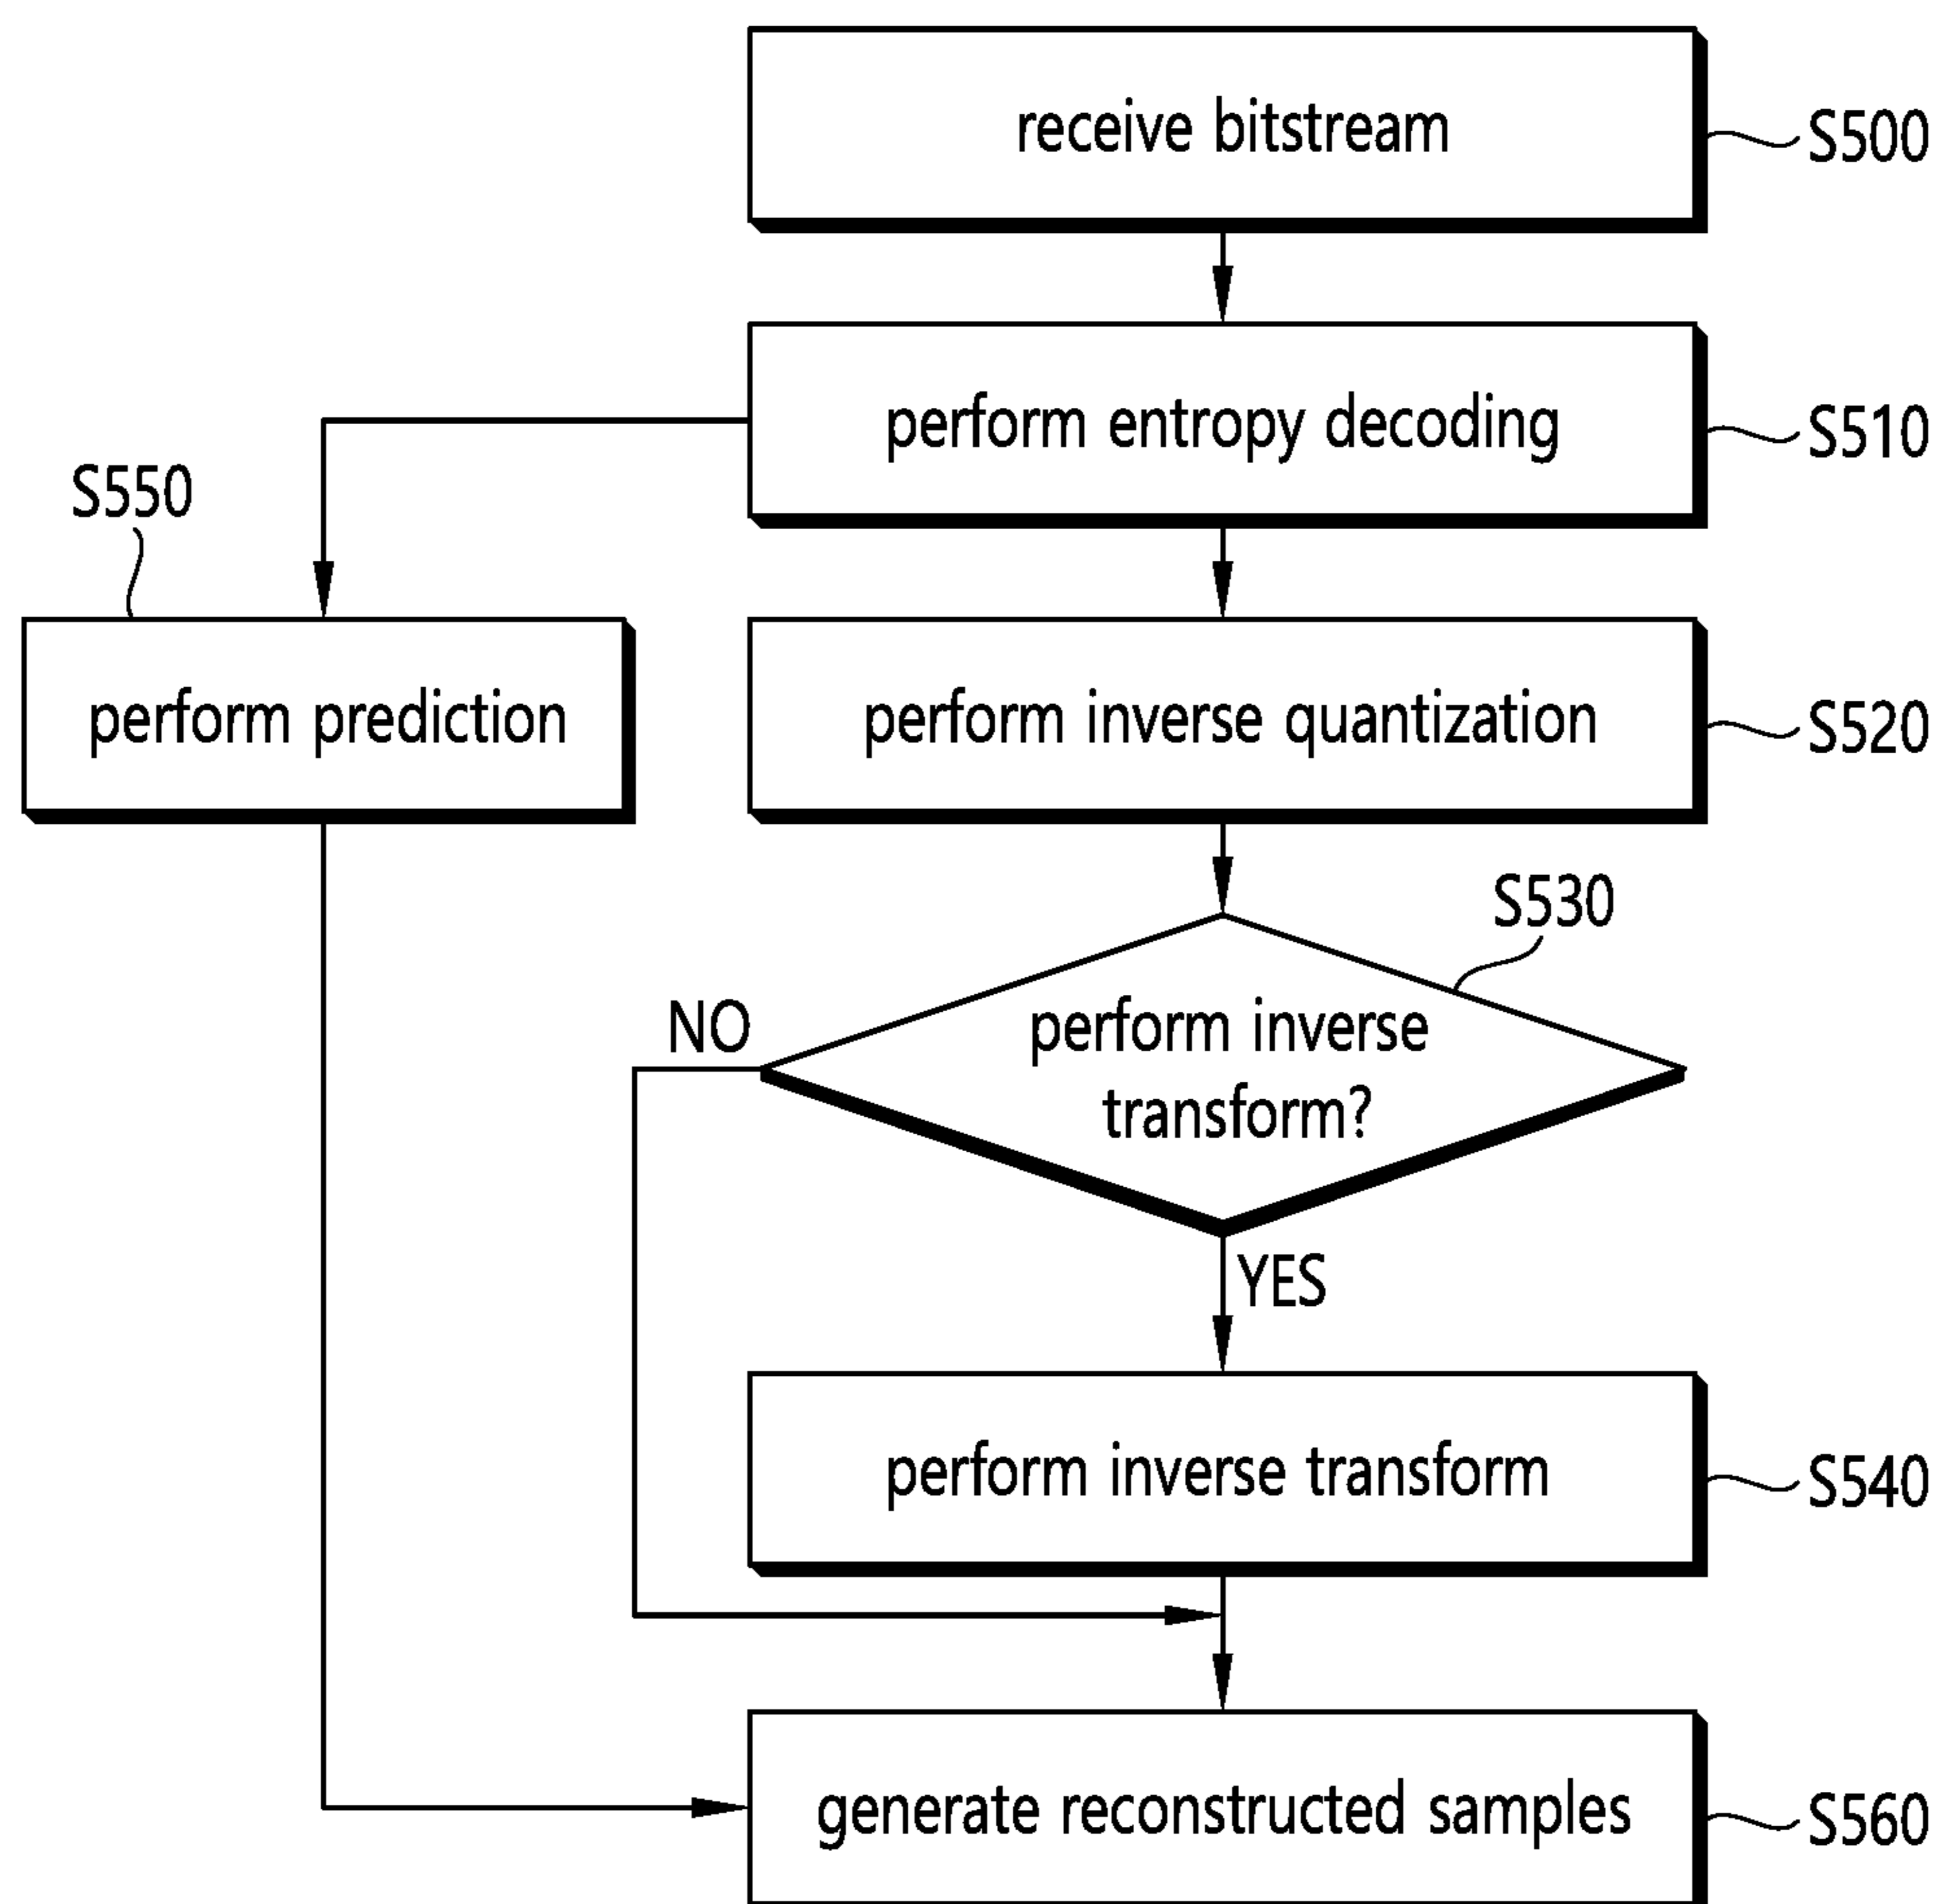 receive bitstream
S500
perform entropy decoding
S510
S550
perform prediction
perform inverse quantization
S520
S530
NO
perform inverse
transform?
YES
perform inverse transform
S540
generate reconstructed samples
S560